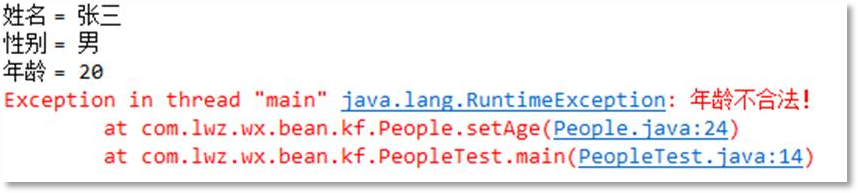 姓名 = 张三
性别 = 男
年龄 = 20
Exception in thread "main" java.lang.RuntimeException: 年龄不合法!
at com.lwz.wx.bean.kf.People.setAge(People.java:24)
at com.lwz.wx.bean.kf.PeopleTest.main(PeopleTest.java:14)